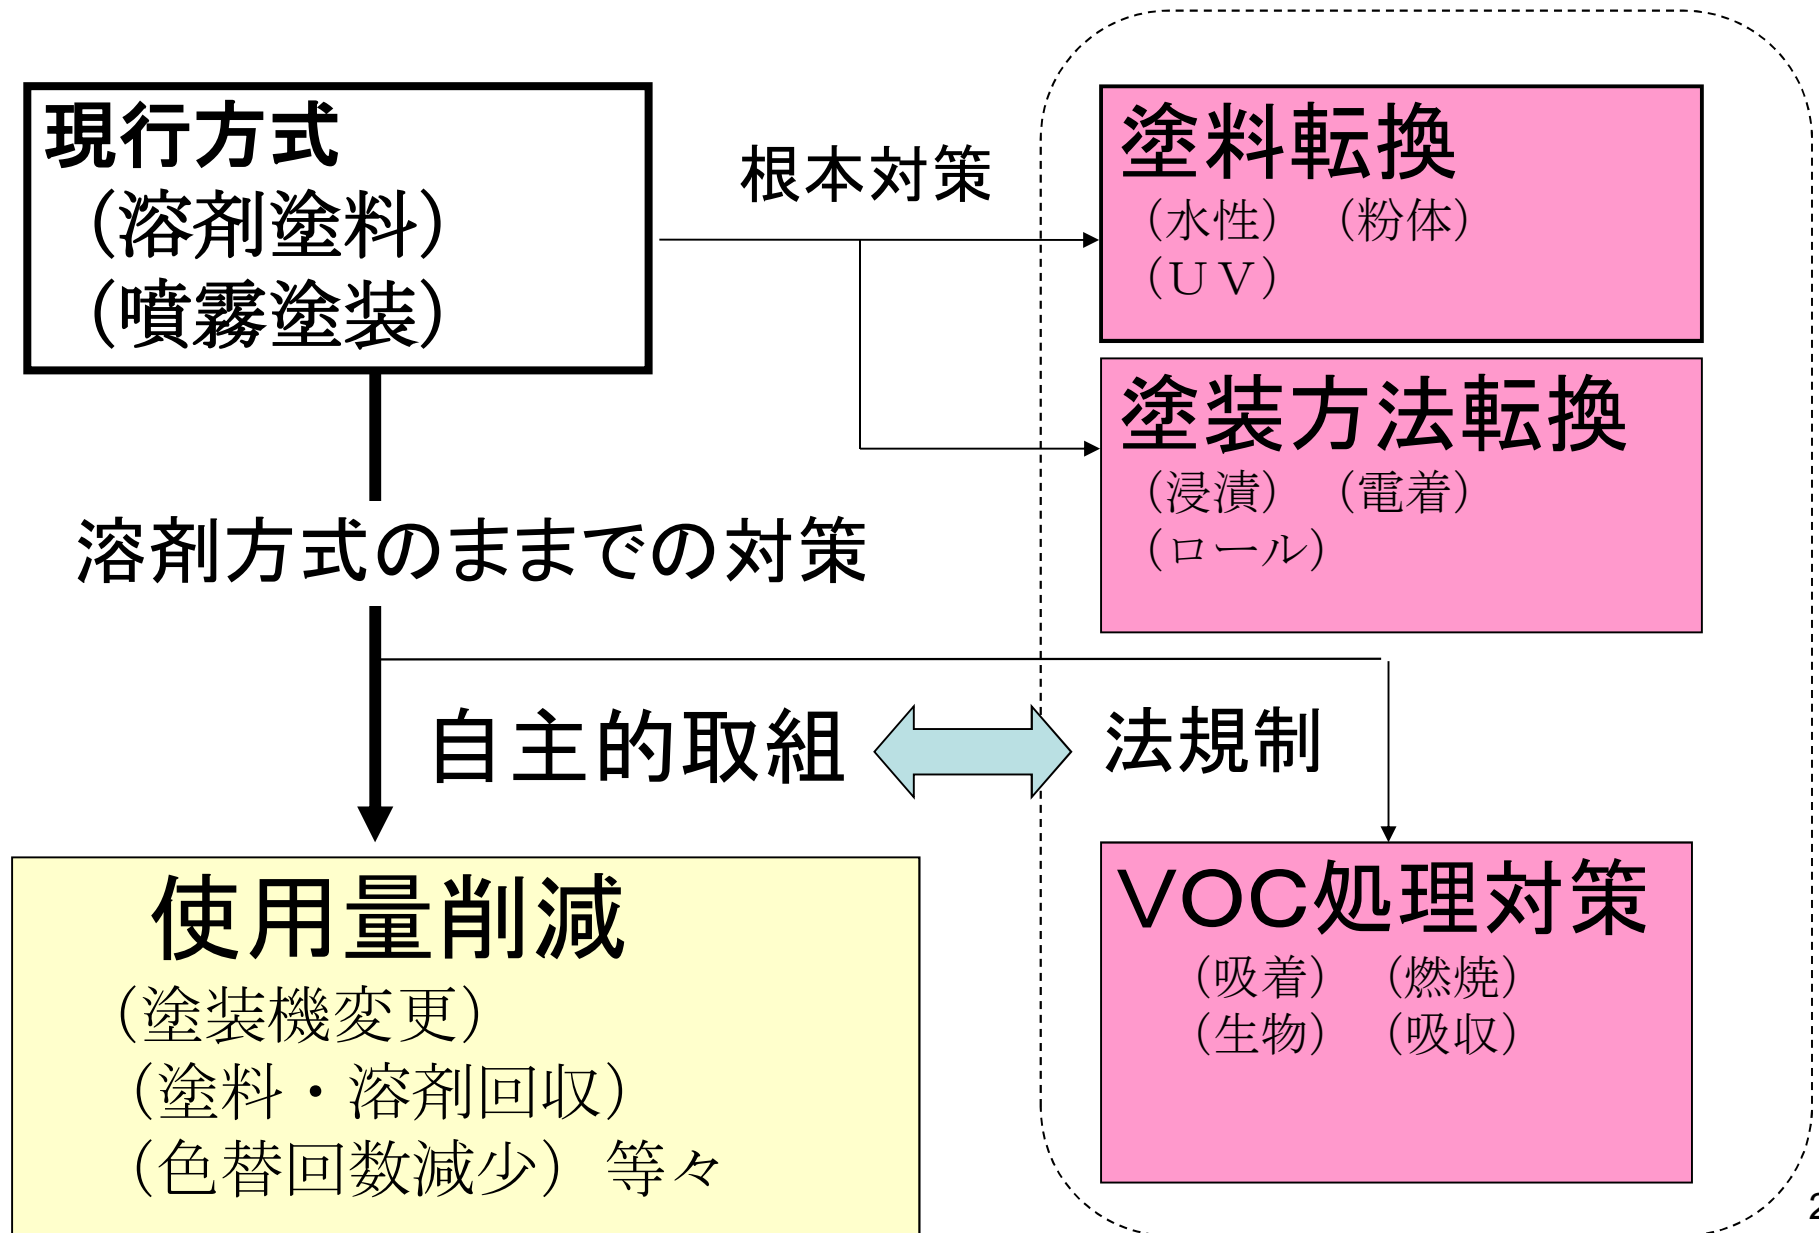 現行方式
（溶剤塗料）
（噴霧塗装）
根本対策
塗料転換
（水性）　（粉体）
（ＵＶ）
塗装方法転換
（浸漬）　（電着）
（ロール）
溶剤方式のままでの対策
自主的取組
法規制
使用量削減
（塗装機変更）
（塗料・溶剤回収）
（色替回数減少）等々
VOC処理対策
（吸着）　（燃焼）
（生物）　（吸収）
2